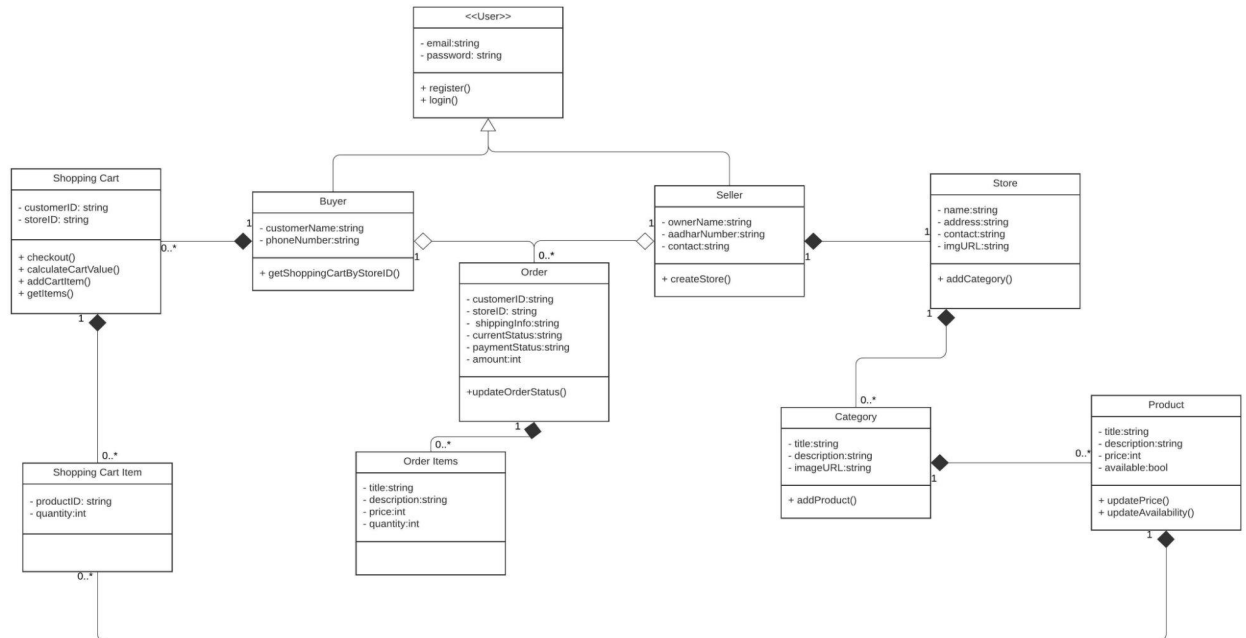 <<User>>
- email:string
- password: string
+ register()
+ login()
Shopping Cart
- customerID: string
- storeID: string
+ checkout()
+ calculateCartValue()
+ addCartItem()
+ getItems()
0..*
1
1
Buyer
- customerName:string
- phoneNumber:string
+ getShoppingCartByStoreID()
1
0..*
Order
- customerID:string
- storeID: string
- shippingInfo:string
- currentStatus:string
- paymentStatus:string
- amount:int
+updateOrderStatus()
1
1
Seller
- ownerName:string
- aadharNumber:string
- contact:string
+ createStore()
1
1
Store
- name:string
- address:string
- contact:string
- imgURL:string
+ addCategory()
1
0..*
Shopping Cart Item
- productID: string
- quantity:int
0..*
0..*
Order Items
- title:string
- description:string
- price:int
- quantity:int
0..*
Category
- title:string
- description:string
- imageURL:string
+ addProduct()
1
0..*
Product
- title:string
- description:string
- price:int
- available:bool
+ updatePrice()
+ updateAvailability()
1